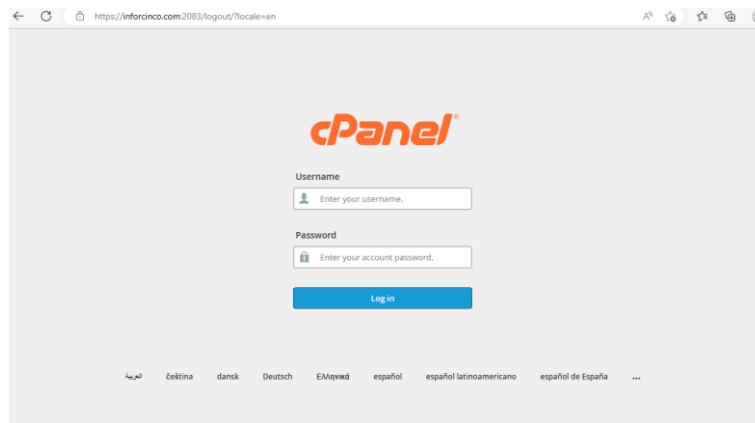 https://inforcinco.com:2083/logout/?locale=en
cPanel®
Username
Enter your username.
Password
Enter your account password.
Log in
العربية čeština dansk Deutsch Ελληνικά español español latinoamericano español de España ...